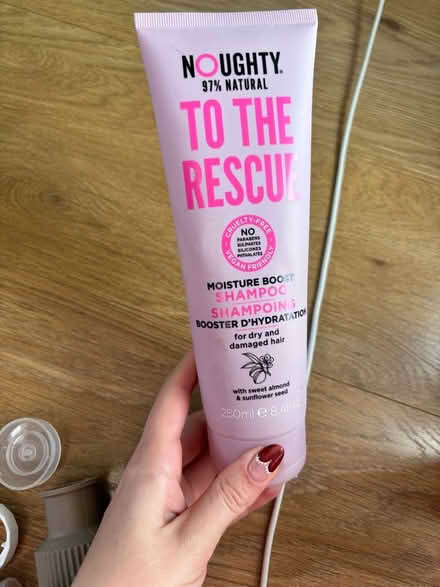 NOUGHTY
97% NATURAL
TO THE
RESCUE
CRUELTY-FREE
NO
PARABENS
SULPHATES
SILICONES
PHTHALATES
VEGAN FRIENDLY
MOISTURE BOOST
SHAMPOO
SHAMPOING
BOOSTER D'HYDRATATION
for dry and
damaged hair
with sweet almond
& sunflower seed
250ml e 8.4